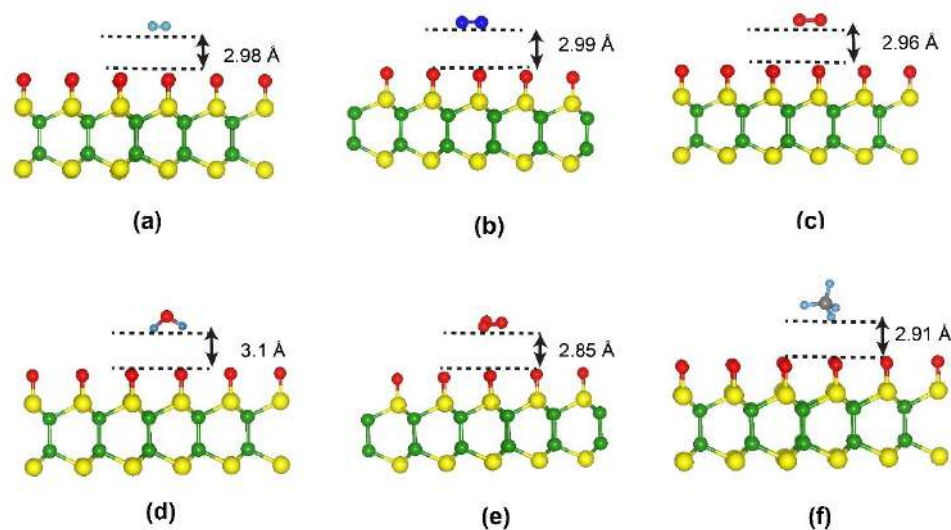 2.98 Å
2.99 Å
2.96 Å
(a)
(b)
(c)
3.1 Å
2.85 Å
2.91 Å
(d)
(e)
(f)